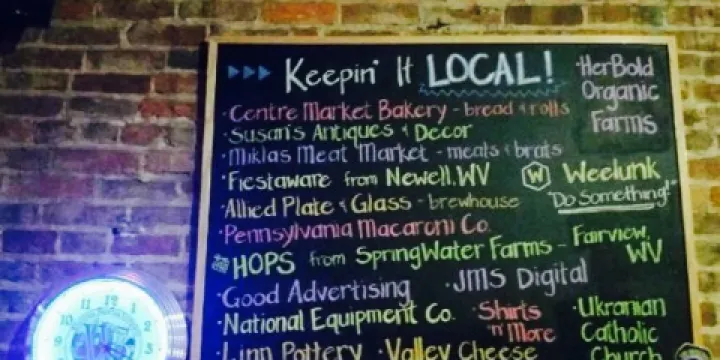 ▸▸▸ Keepin' It LOCAL!
·HerBold Organic Farms
·Centre Market Bakery - bread & rolls
·Susan's Antiques & Decor
·Miklas Meat Market - meats & brats
·Fiestaware from Newell, WV
W Weelunk
"Do Something!"
·Allied Plate & Glass - brewhouse
·Pennsylvania Macaroni Co.
·HOPS from SpringWater Farms - Fairview, WV
·Good Advertising ·JMS Digital
·National Equipment Co. ·Shirts 'n' More
·Ukranian Catholic
·Linn Pottery ·Valley Cheese